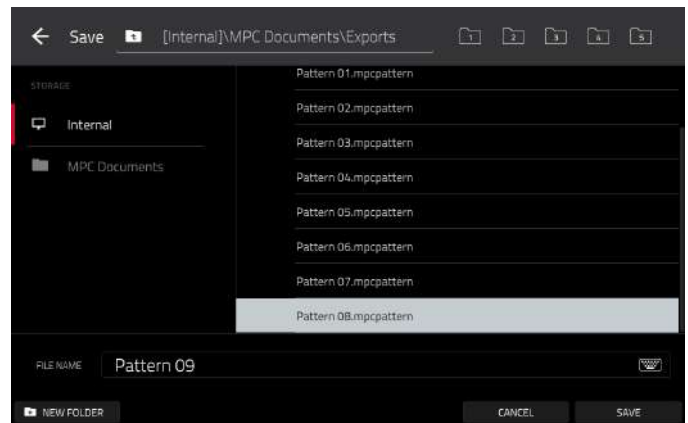 Save [Internal]\MPC Documents\Exports 1 2 3 4 5
STORAGE
Internal
MPC Documents
Pattern 01.mpcpattern
Pattern 02.mpcpattern
Pattern 03.mpcpattern
Pattern 04.mpcpattern
Pattern 05.mpcpattern
Pattern 06.mpcpattern
Pattern 07.mpcpattern
Pattern 08.mpcpattern
FILE NAME Pattern 09
NEW FOLDER CANCEL SAVE